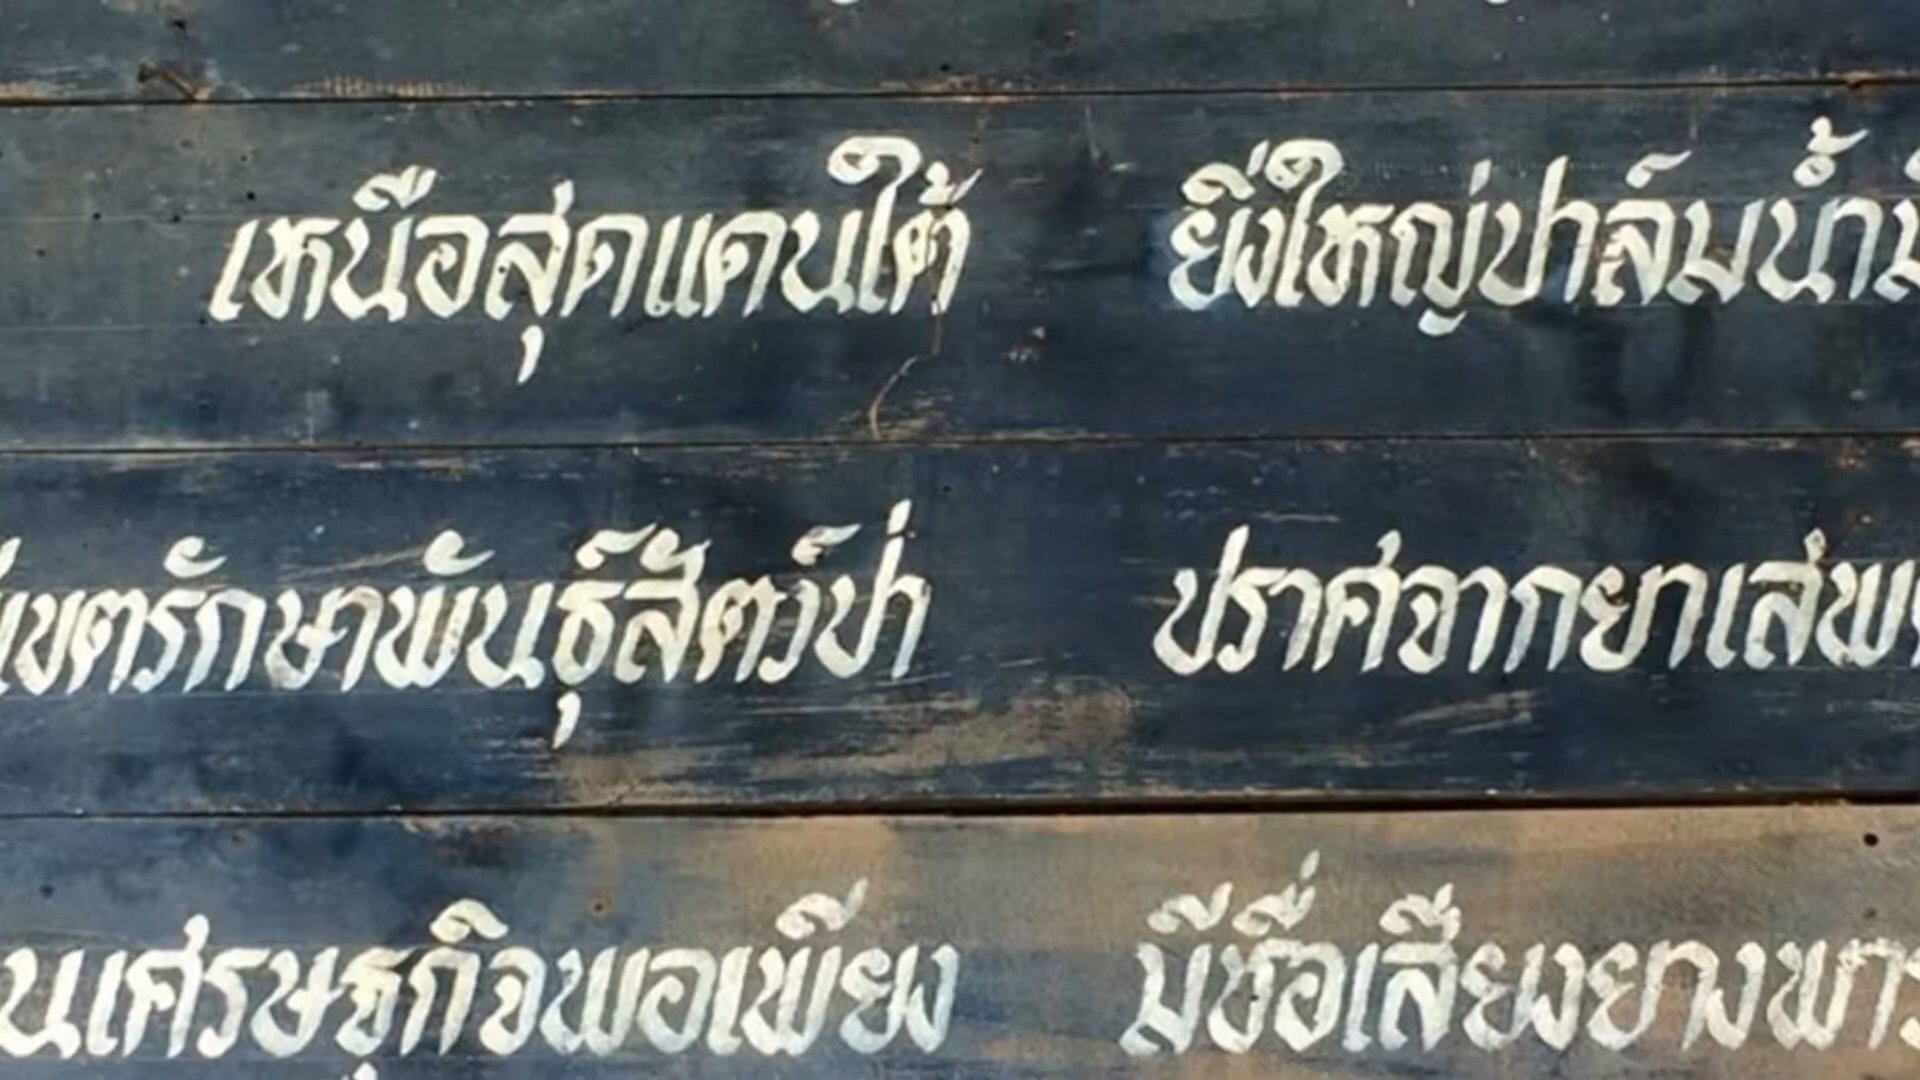 เหนือสุดแดนใต้ ยิ่งใหญ่ปาล์มน้ำมั
เขตรักษาพันธุ์สัตว์ป่า ปราศจากยาเสพ
นเศรษฐกิจพอเพียง มีชื่อเสียงยางพาร